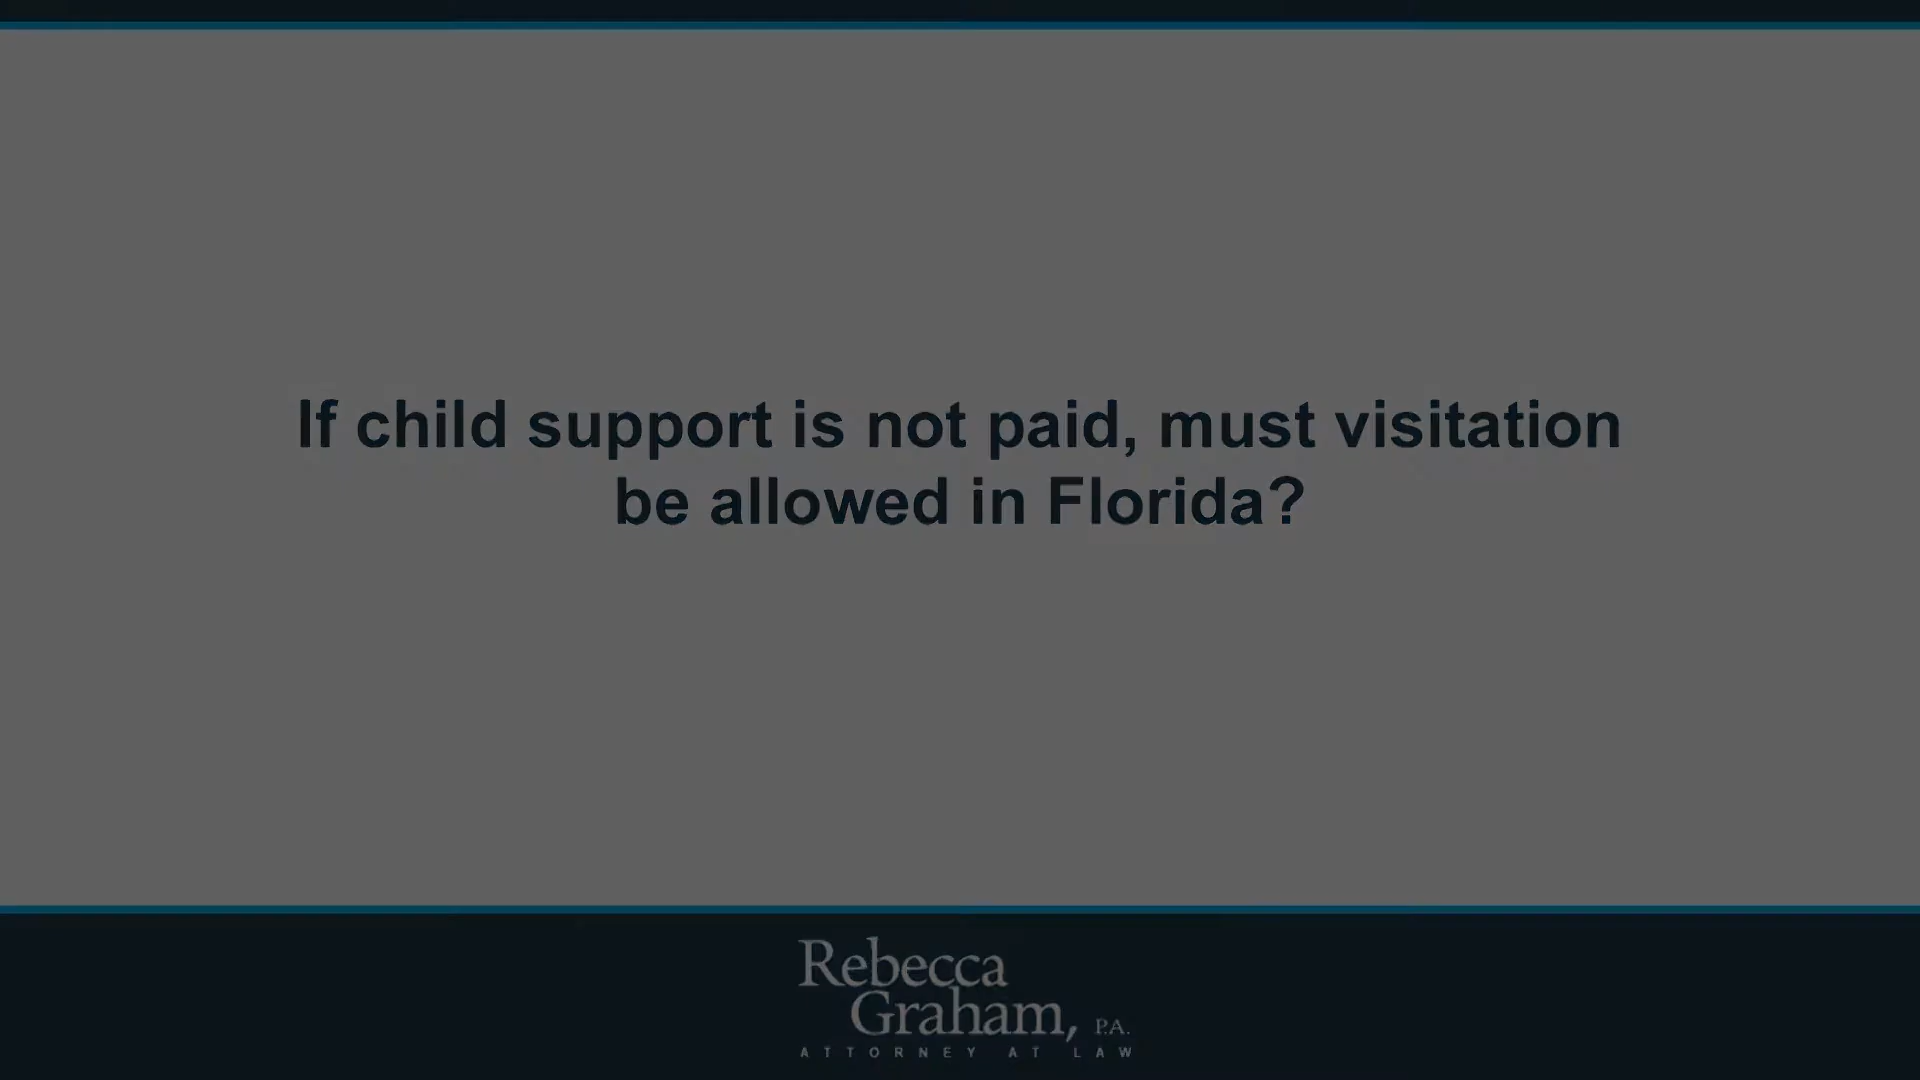 If child support is not paid, must visitation
be allowed in Florida?
Rebecca
Graham, P.A.
ATTORNEY AT LAW